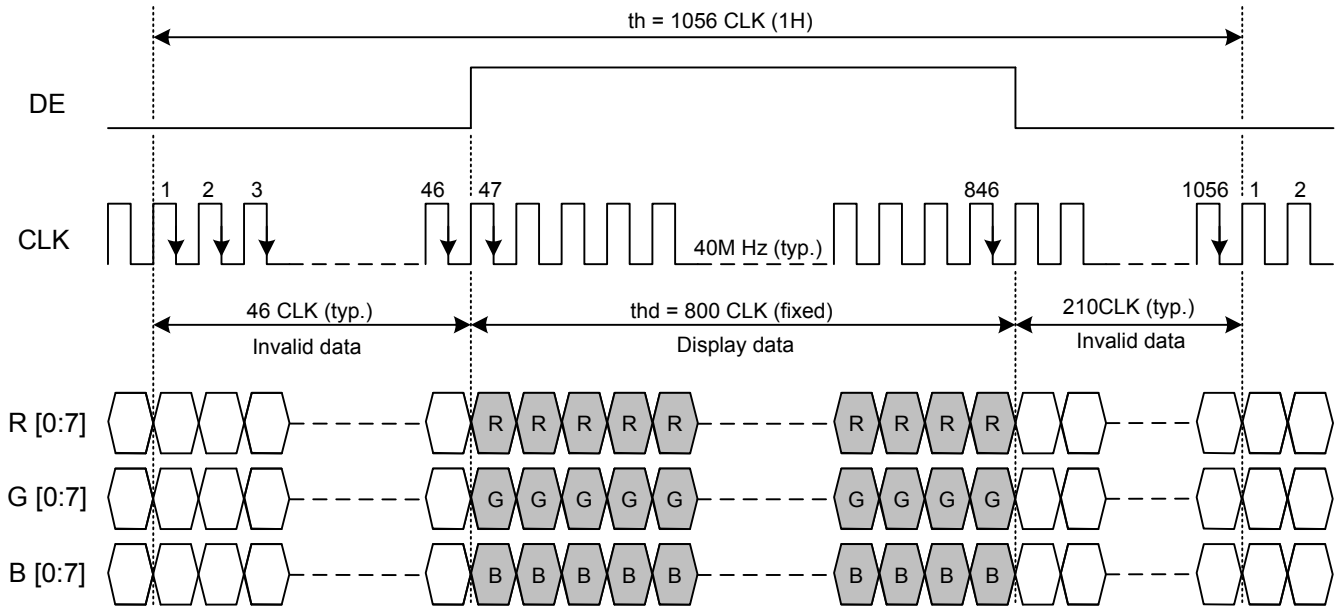 th = 1056 CLK (1H)
DE
1 2 3 46 47 846 1056 1 2
CLK
40M Hz (typ.)
46 CLK (typ.) thd = 800 CLK (fixed) 210CLK (typ.)
Invalid data Display data Invalid data
R [0:7] R R R R R R R R R
G [0:7] G G G G G G G G G
B [0:7] B B B B B B B B B